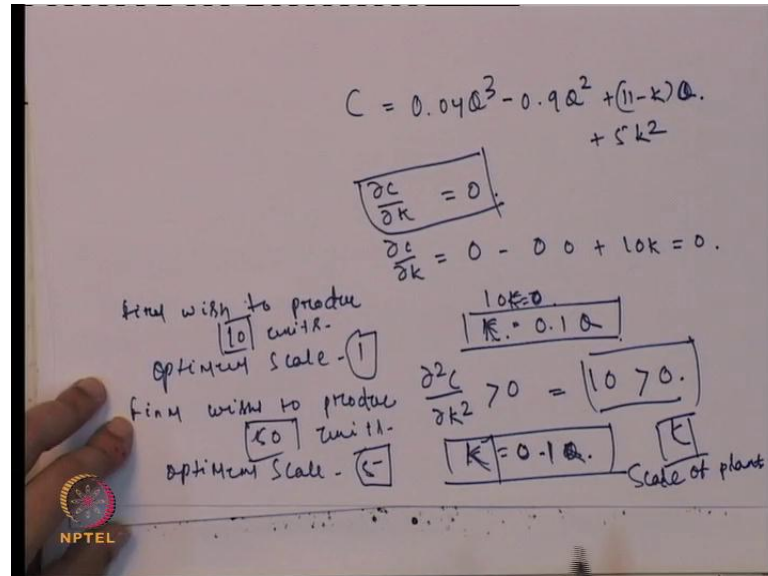 C = 0.04Q³ - 0.9Q² + (11-k)Q.
+ 5k²
∂c/∂k = 0.
∂c/∂k = 0 - 0 0 + 10k = 0.
10k=0.
K. = 0.1Q
firm wish to produce
10 units.
optimum scale - 1
∂²c/∂k² > 0 = 10 > 0.
firm wish to produce
50 units.
optimum scale - 5
K = 0.1Q.
Scale of plant
NPTEL